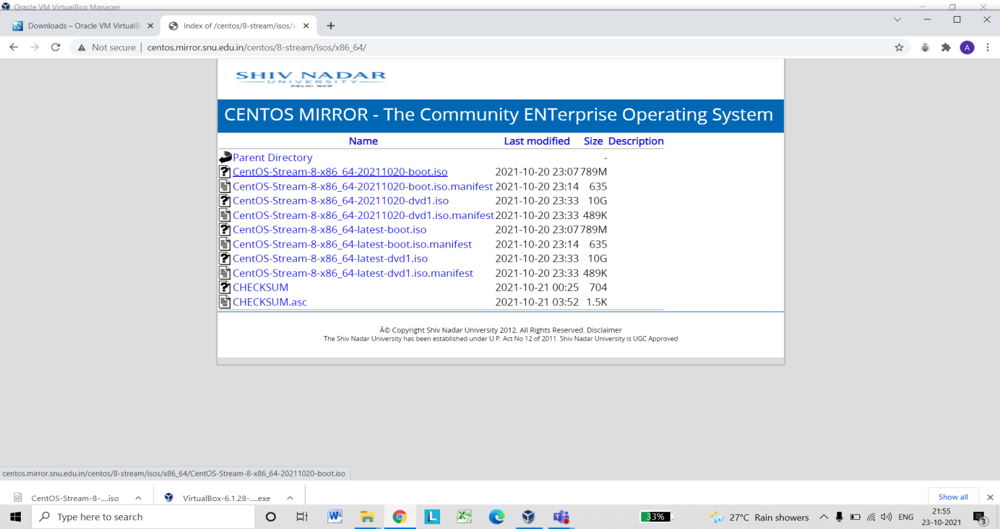 Oracle VM VirtualBox Manager
Downloads – Oracle VM VirtualB
Index of /centos/8-stream/isos/x
Not secure | centos.mirror.snu.edu.in/centos/8-stream/isos/x86_64/
A
SHIV NADAR
UNIVERSITY
DELHI NCR
CENTOS MIRROR - The Community ENTerprise Operating System
Name Last modified Size Description
Parent Directory -
CentOS-Stream-8-x86_64-20211020-boot.iso 2021-10-20 23:07 789M
CentOS-Stream-8-x86_64-20211020-boot.iso.manifest 2021-10-20 23:14 635
CentOS-Stream-8-x86_64-20211020-dvd1.iso 2021-10-20 23:33 10G
CentOS-Stream-8-x86_64-20211020-dvd1.iso.manifest 2021-10-20 23:33 489K
CentOS-Stream-8-x86_64-latest-boot.iso 2021-10-20 23:07 789M
CentOS-Stream-8-x86_64-latest-boot.iso.manifest 2021-10-20 23:14 635
CentOS-Stream-8-x86_64-latest-dvd1.iso 2021-10-20 23:33 10G
CentOS-Stream-8-x86_64-latest-dvd1.iso.manifest 2021-10-20 23:33 489K
CHECKSUM 2021-10-21 00:25 704
CHECKSUM.asc 2021-10-21 03:52 1.5K
Â© Copyright Shiv Nadar University 2012. All Rights Reserved. Disclaimer
The Shiv Nadar University has been established under U.P. Act No 12 of 2011. Shiv Nadar University is UGC Approved
centos.mirror.snu.edu.in/centos/8-stream/isos/x86_64/CentOS-Stream-8-x86_64-20211020-boot.iso
CentOS-Stream-8-....iso
VirtualBox-6.1.28-....exe
Show all
Type here to search
33%
27°C Rain showers
ENG
21:55
23-10-2021
3